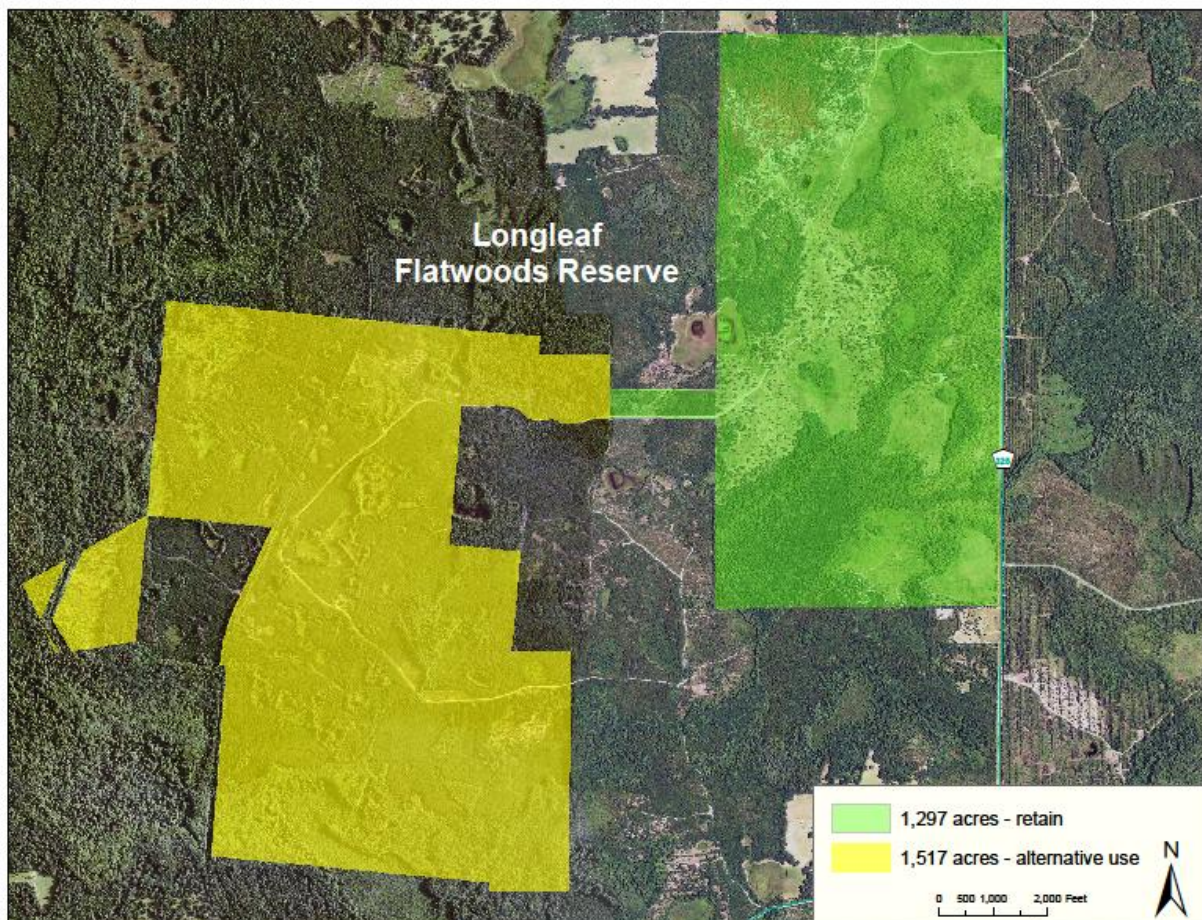 Longleaf
Flatwoods Reserve
1,297 acres - retain
1,517 acres - alternative use
N
0 500 1,000 2,000 Feet